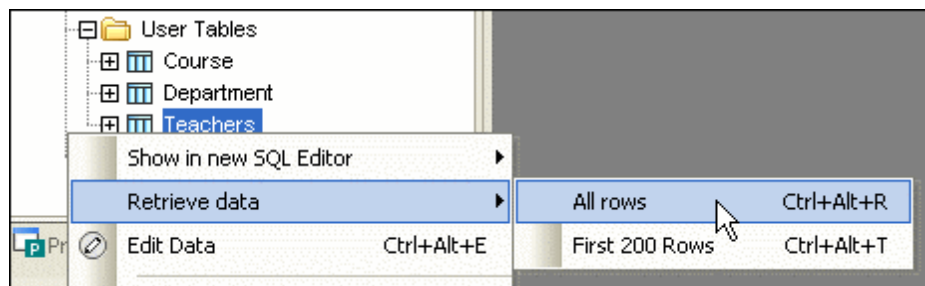 User Tables
Course
Department
Teachers
Show in new SQL Editor
Retrieve data
All rows Ctrl+Alt+R
Pr
Edit Data Ctrl+Alt+E
First 200 Rows Ctrl+Alt+T